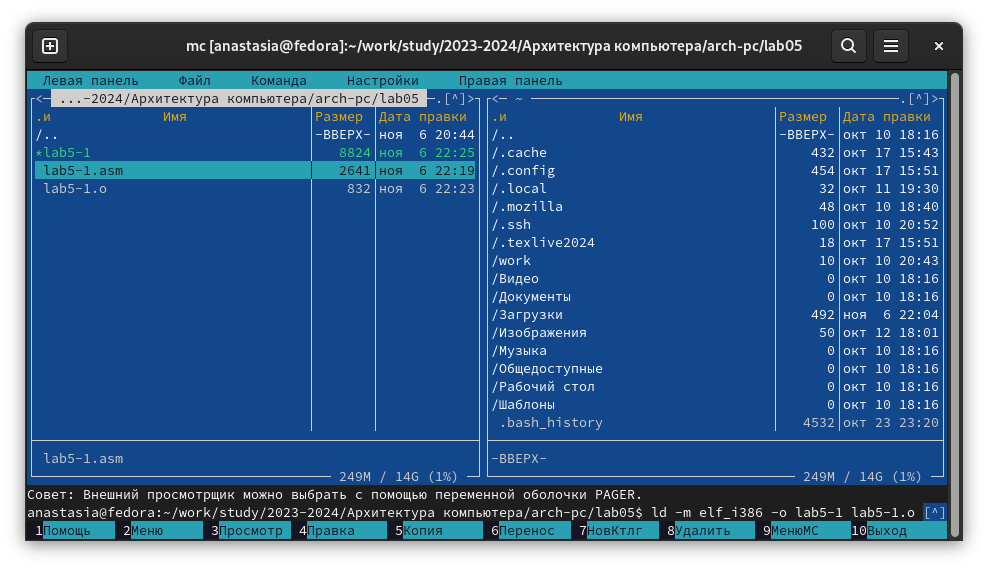 mc [anastasia@fedora]:~/work/study/2023-2024/Архитектура компьютера/arch-pc/lab05
Левая панель Файл Команда Настройки Правая панель
<─ ...-2024/Архитектура компьютера/arch-pc/lab05 ─.[^]>
.и Имя Размер Дата правки
/.. -ВВЕРХ- ноя 6 20:44
*lab5-1 8824 ноя 6 22:25
lab5-1.asm 2641 ноя 6 22:19
lab5-1.o 832 ноя 6 22:23
lab5-1.asm
249M / 14G (1%)
<─ ~ ─.[^]>
.и Имя Размер Дата правки
/.. -ВВЕРХ- окт 10 18:16
/.cache 432 окт 17 15:43
/.config 454 окт 17 15:51
/.local 32 окт 11 19:30
/.mozilla 48 окт 10 18:40
/.ssh 100 окт 10 20:52
/.texlive2024 18 окт 17 15:51
/work 10 окт 10 20:43
/Видео 0 окт 10 18:16
/Документы 0 окт 10 18:16
/Загрузки 492 ноя 6 22:04
/Изображения 50 окт 12 18:01
/Музыка 0 окт 10 18:16
/Общедоступные 0 окт 10 18:16
/Рабочий стол 0 окт 10 18:16
/Шаблоны 0 окт 10 18:16
.bash_history 4532 окт 23 23:20
-ВВЕРХ-
249M / 14G (1%)
Совет: Внешний просмотрщик можно выбрать с помощью переменной оболочки PAGER.
anastasia@fedora:~/work/study/2023-2024/Архитектура компьютера/arch-pc/lab05$ ld -m elf_i386 -o lab5-1 lab5-1.o [^]
1Помощь 2Меню 3Просмотр 4Правка 5Копия 6Перенос 7НовКтлг 8Удалить 9МенюМС 10Выход